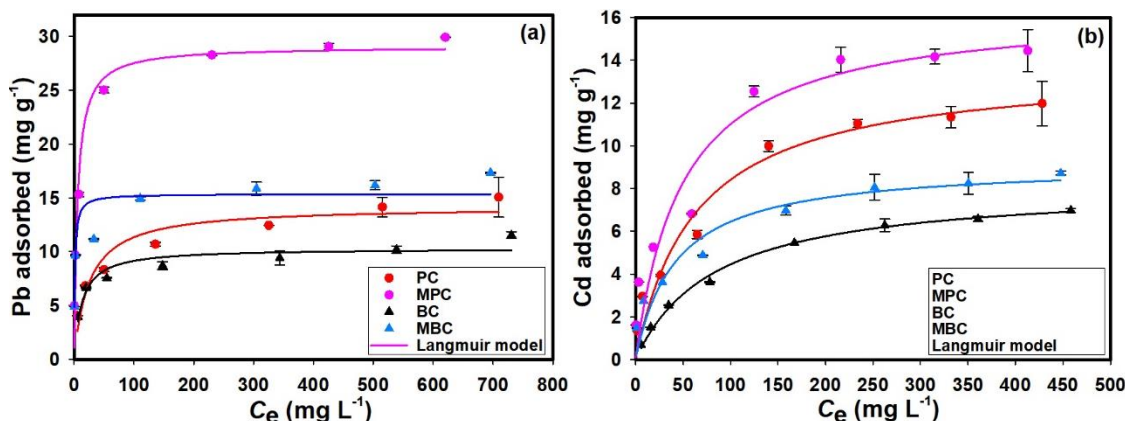 (a)
Pb adsorbed (mg g⁻¹)
30
25
20
15
10
5
0
PC
MPC
BC
MBC
Langmuir model
0 100 200 300 400 500 600 700 800
Ce (mg L⁻¹)
(b)
Cd adsorbed (mg g⁻¹)
16
14
12
10
8
6
4
2
0
PC
MPC
BC
MBC
Langmuir model
0 50 100 150 200 250 300 350 400 450 500
Ce (mg L⁻¹)